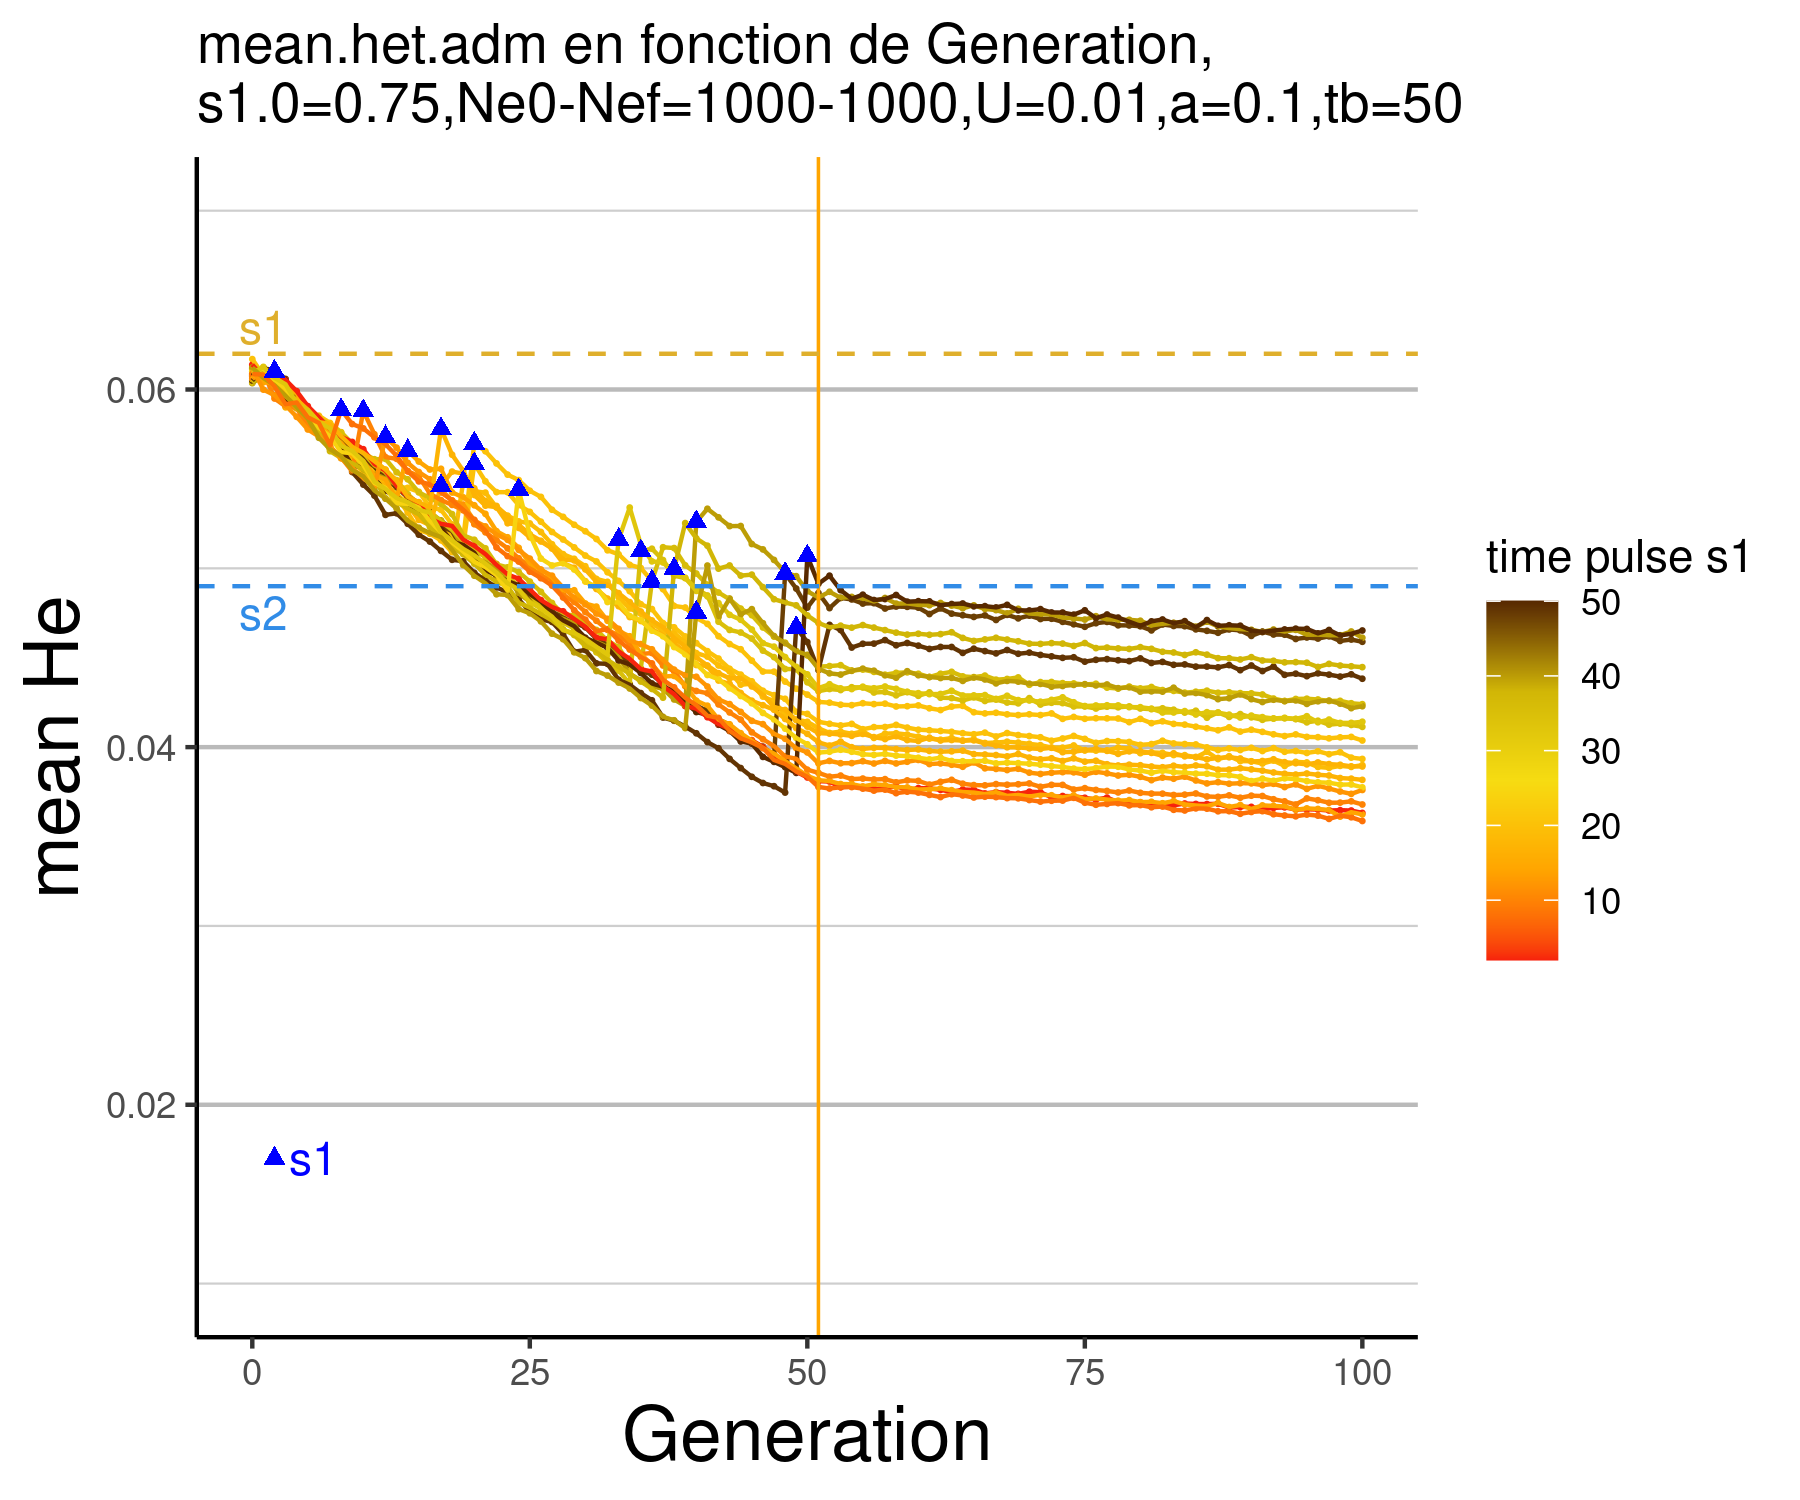 mean.het.adm en fonction de Generation,
s1.0=0.75,Ne0-Nef=1000-1000,U=0.01,a=0.1,tb=50
s1
0.06
s2
0.04
0.02
s1
mean He
0 25 50 75 100
Generation
time pulse s1
50
40
30
20
10